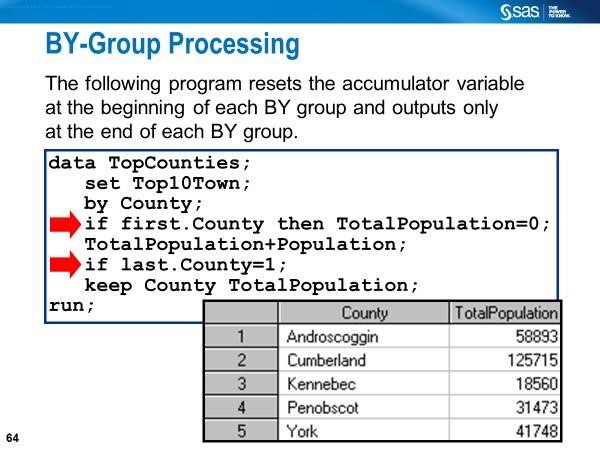 sas
THE
POWER
TO KNOW.
BY-Group Processing
The following program resets the accumulator variable
at the beginning of each BY group and outputs only
at the end of each BY group.
data TopCounties;
set Top10Town;
by County;
if first.County then TotalPopulation=0;
TotalPopulation+Population;
if last.County=1;
keep County TotalPopulation;
run;
County TotalPopulation
1 Androscoggin 58893
2 Cumberland 125715
3 Kennebec 18560
4 Penobscot 31473
5 York 41748
64